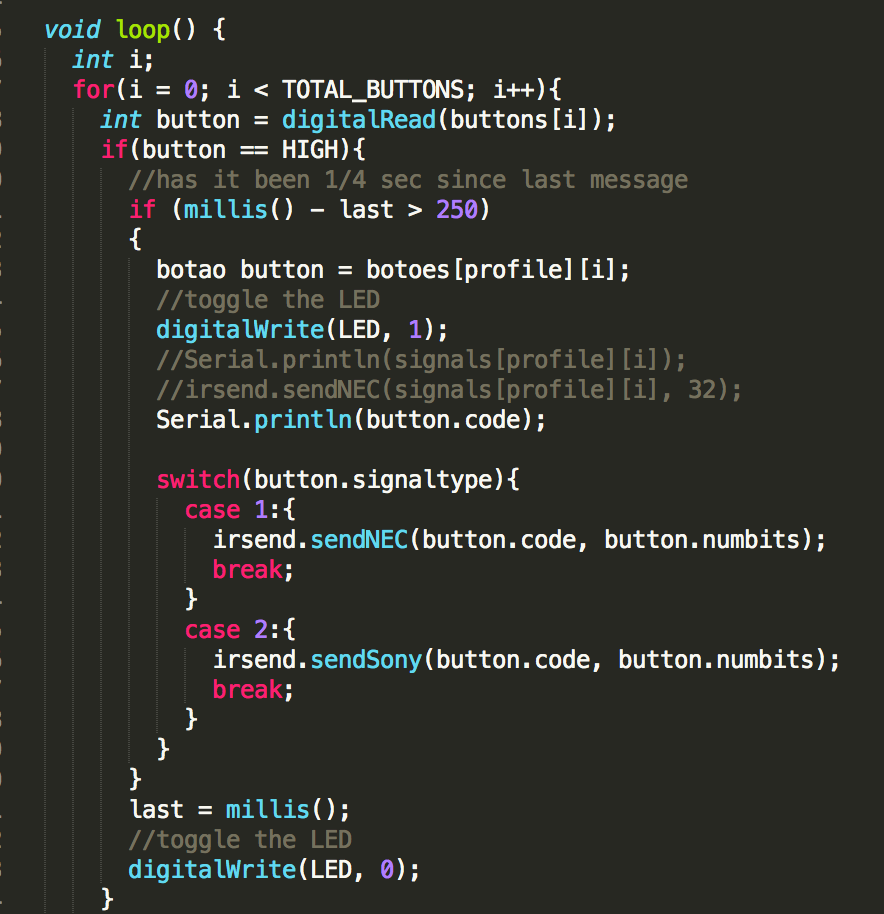 void loop() {
  int i;
  for(i = 0; i < TOTAL_BUTTONS; i++){
    int button = digitalRead(buttons[i]);
    if(button == HIGH){
      //has it been 1/4 sec since last message
      if (millis() - last > 250)
      {
        botao button = botoes[profile][i];
        //toggle the LED
        digitalWrite(LED, 1);
        //Serial.println(signals[profile][i]);
        //irsend.sendNEC(signals[profile][i], 32);
        Serial.println(button.code);

        switch(button.signaltype){
          case 1:{
            irsend.sendNEC(button.code, button.numbits);
            break;
          }
          case 2:{
            irsend.sendSony(button.code, button.numbits);
            break;
          }
        }
      }
      last = millis();
      //toggle the LED
      digitalWrite(LED, 0);
    }